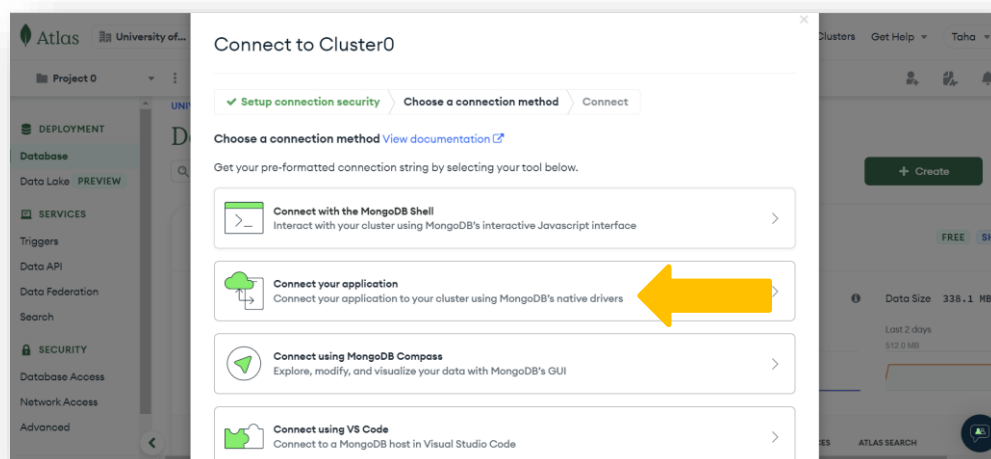 Atlas
University of...
Clusters
Get Help
Taha
Project 0
DEPLOYMENT
Database
Data Lake PREVIEW
SERVICES
Triggers
Data API
Data Federation
Search
SECURITY
Database Access
Network Access
Advanced
UNI
D
Connect to Cluster0
Setup connection security
Choose a connection method
Connect
Choose a connection method View documentation
Get your pre-formatted connection string by selecting your tool below.
Connect with the MongoDB Shell
Interact with your cluster using MongoDB's interactive Javascript interface
Connect your application
Connect your application to your cluster using MongoDB's native drivers
Connect using MongoDB Compass
Explore, modify, and visualize your data with MongoDB's GUI
Connect using VS Code
Connect to a MongoDB host in Visual Studio Code
+ Create
FREE
SH
Data Size 338.1 MB
Last 2 days
512.0 MB
ATLAS SEARCH